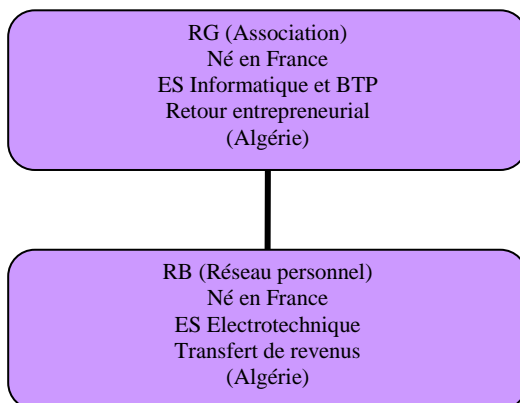 RG (Association)
Né en France
ES Informatique et BTP
Retour entrepreneurial
(Algérie)
RB (Réseau personnel)
Né en France
ES Electrotechnique
Transfert de revenus
(Algérie)